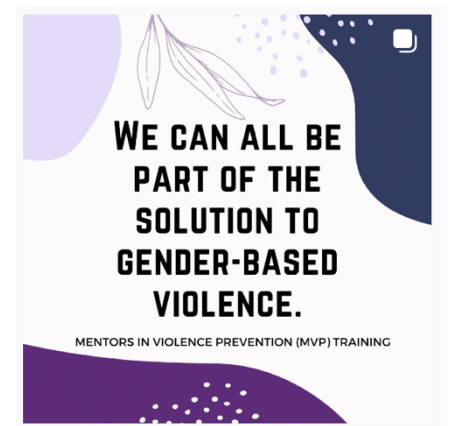 We can all be
part of the
solution to
gender-based
violence.
MENTORS IN VIOLENCE PREVENTION (MVP) TRAINING